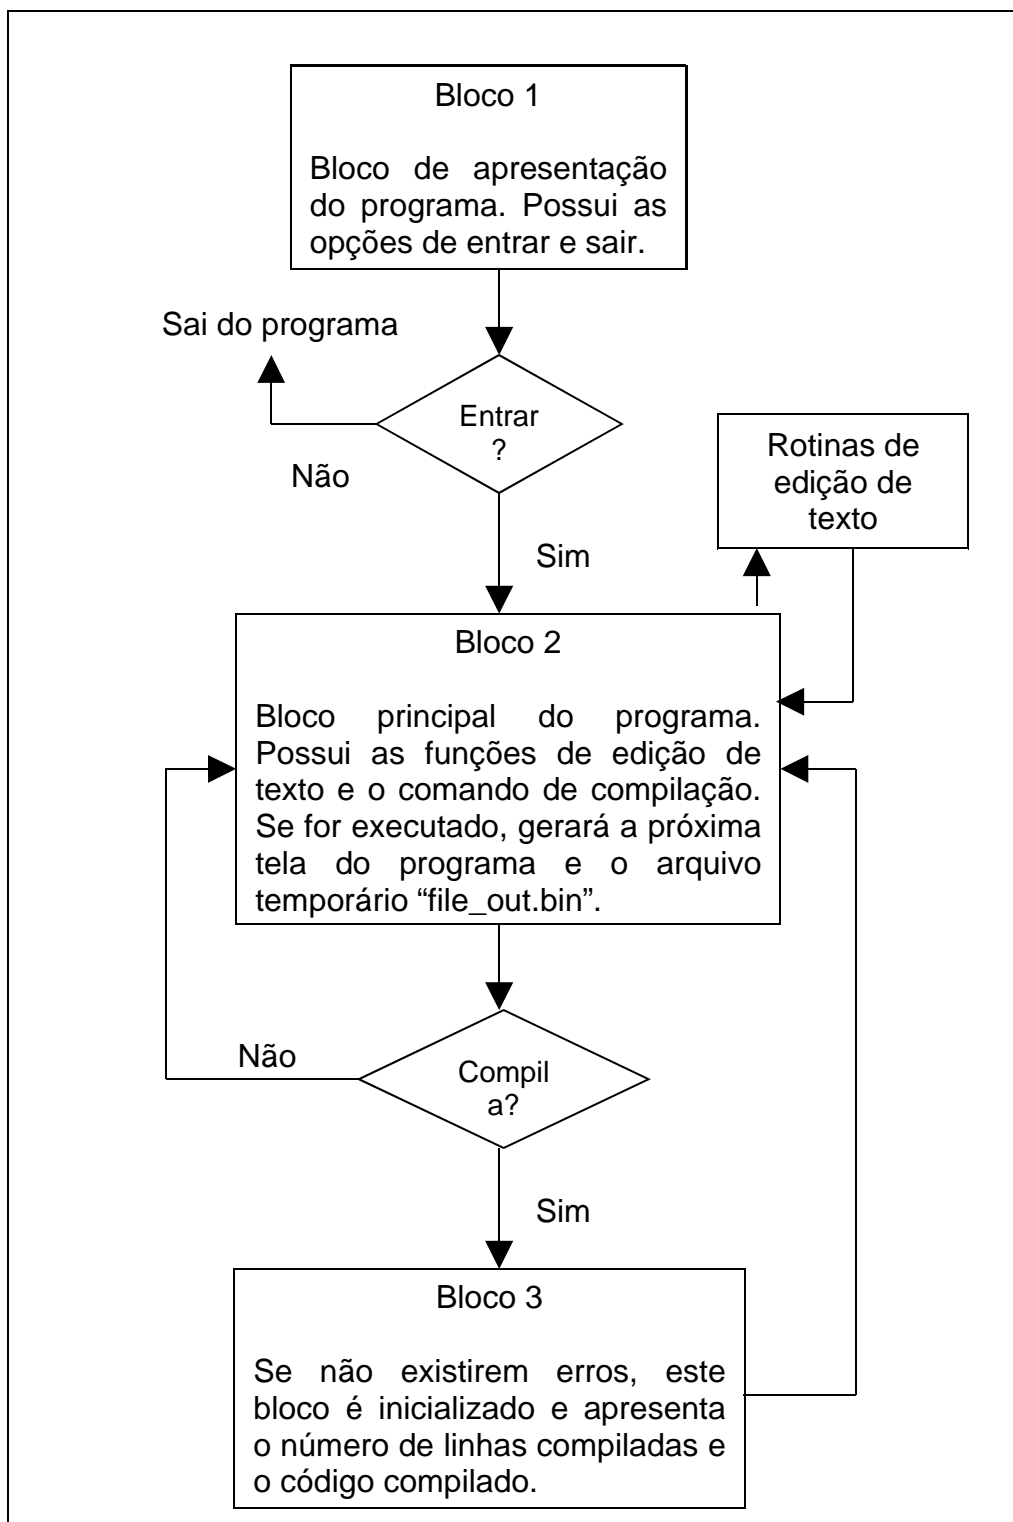 Bloco 1
Bloco de apresentação
do programa. Possui as
opções de entrar e sair.
Sai do programa
Entrar
?
Não
Rotinas de
edição de
texto
Sim
Bloco 2
Bloco principal do programa.
Possui as funções de edição de
texto e o comando de compilação.
Se for executado, gerará a próxima
tela do programa e o arquivo
temporário “file_out.bin”.
Não
Compil
a?
Sim
Bloco 3
Se não existirem erros, este
bloco é inicializado e apresenta
o número de linhas compiladas e
o código compilado.